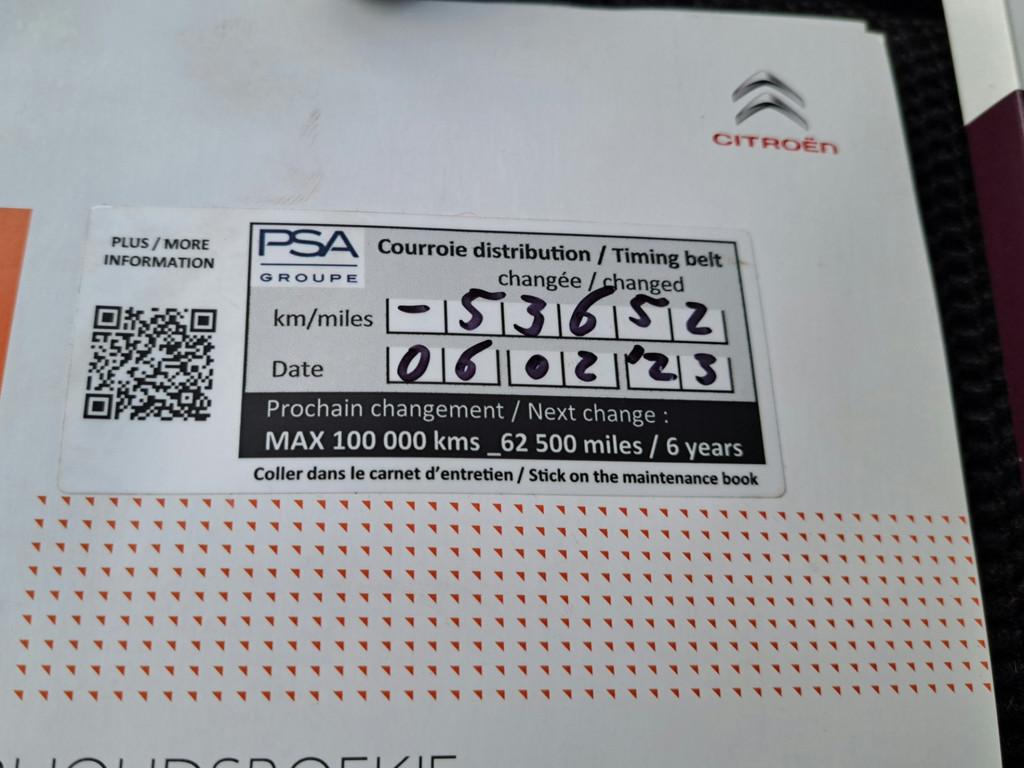 CITROËN
PLUS / MORE
INFORMATION
PSA
GROUPE
Courroie distribution / Timing belt
changée / changed
km/miles - 53652
Date 06 02 '23
Prochain changement / Next change :
MAX 100 000 kms _62 500 miles / 6 years
Coller dans le carnet d'entretien / Stick on the maintenance book